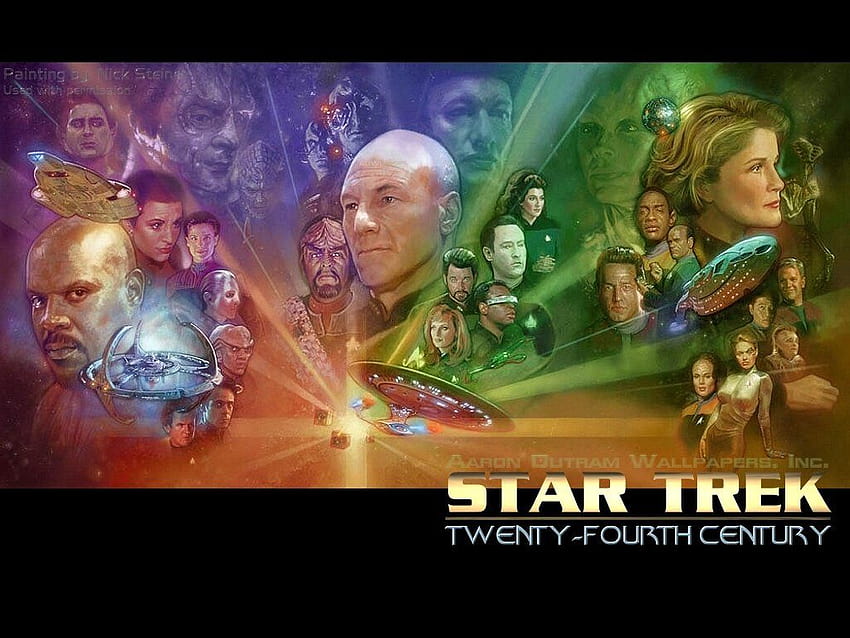 Painting by Nick Stein
Used with permission
Aaron Outram Wallpapers, Inc.
STAR TREK
TWENTY-FOURTH CENTURY